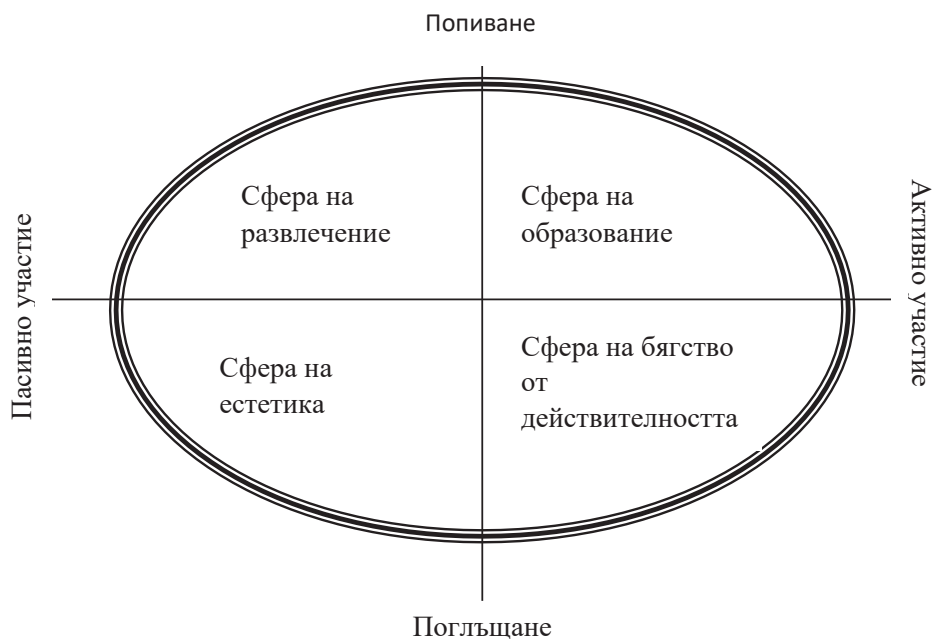 Попиване
Сфера на
развлечение
Сфера на
образование
Активно участие
Пасивно участие
Сфера на
естетика
Сфера на бягство
от
действителността
Поглъщане